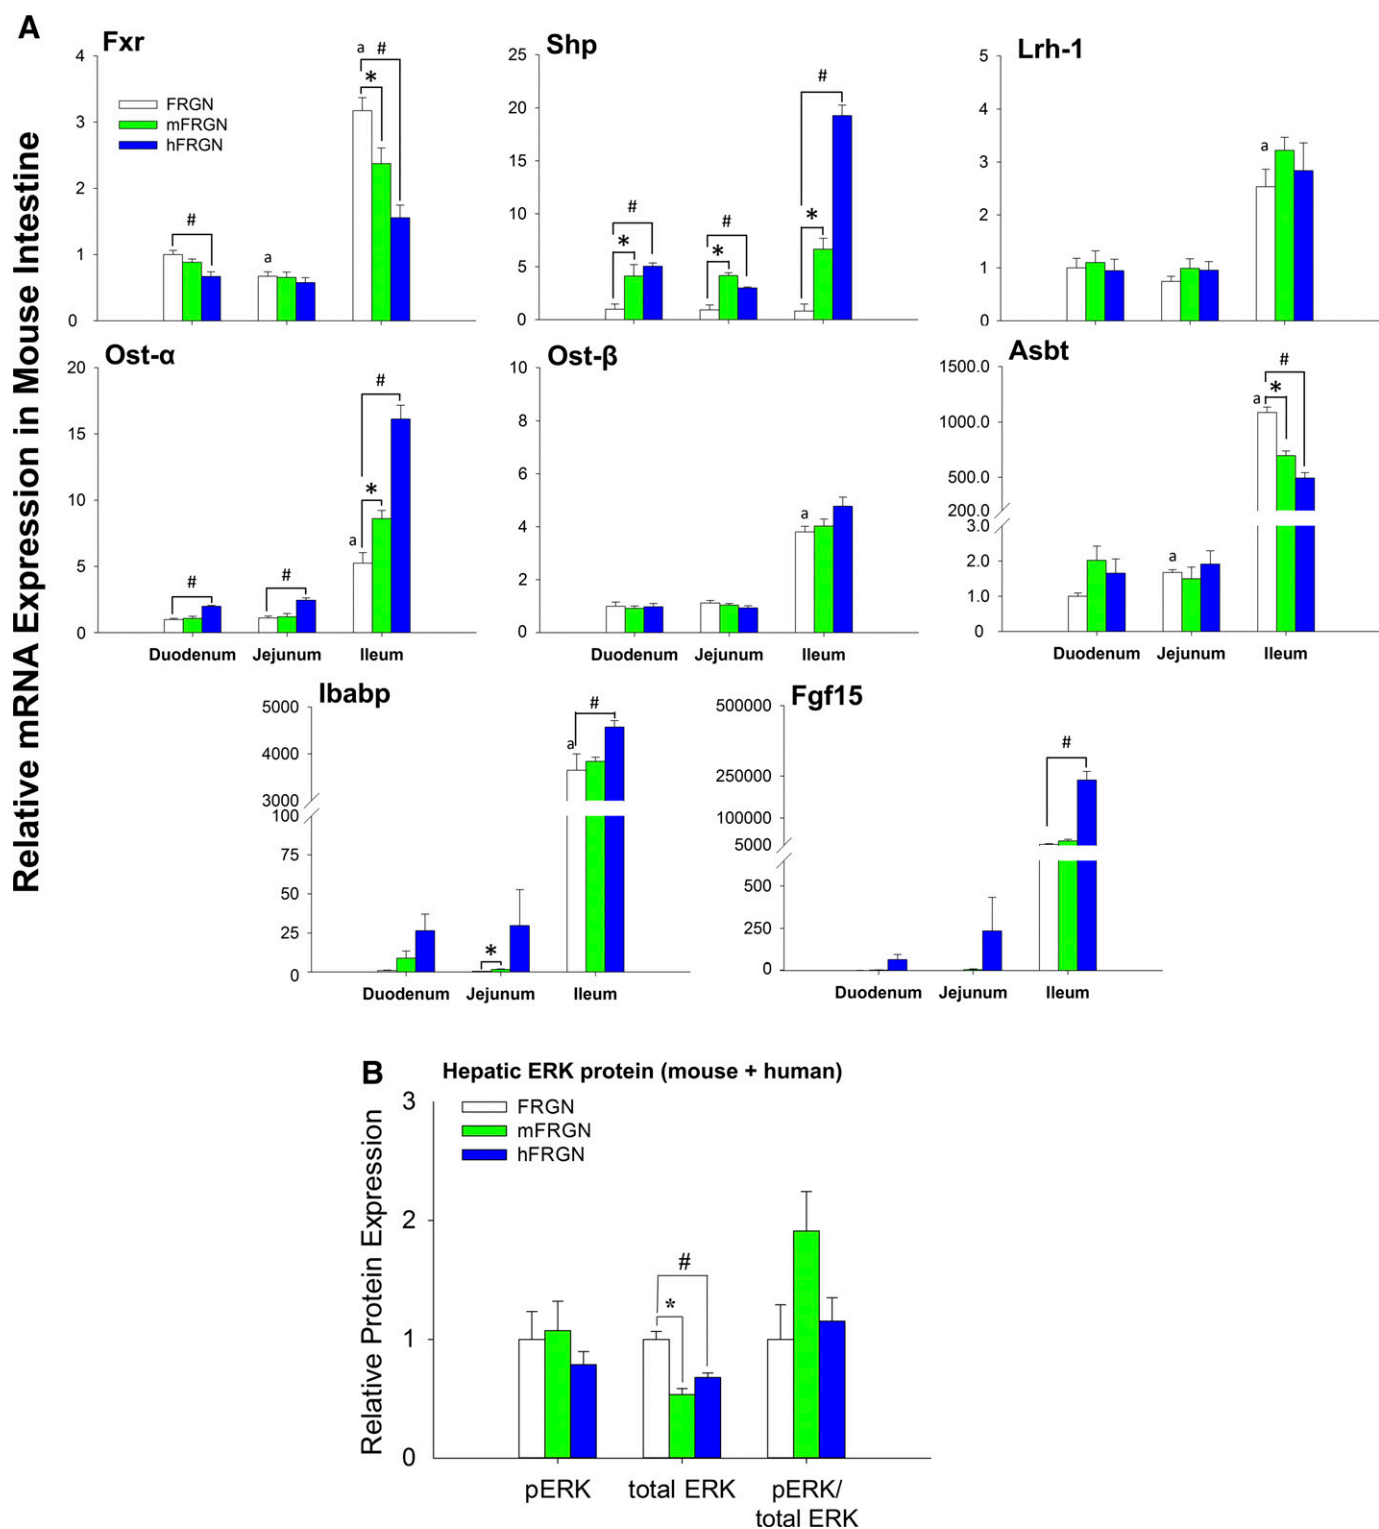 A
Relative mRNA Expression in Mouse Intestine
Fxr
4
3
2
1
0
FRGN
mFRGN
hFRGN
#
a
a
#
*
Shp
25
20
15
10
5
0
#
*
#
*
#
*
Lrh-1
5
4
3
2
1
0
a
Ost-α
20
15
10
5
0
#
#
a
*
#
Duodenum Jejunum Ileum
Ost-β
10
8
6
4
2
0
a
Duodenum Jejunum Ileum
Asbt
1500.0
1000.0
500.0
200.0
3.0
2.0
1.0
0
a
a
#
*
Duodenum Jejunum Ileum
Ibabp
5000
4000
3000
100
75
50
25
0
*
a
#
Duodenum Jejunum Ileum
Fgf15
500000
250000
100000
5000
500
250
0
#
Duodenum Jejunum Ileum
B
Hepatic ERK protein (mouse + human)
Relative Protein Expression
3
2
1
0
FRGN
mFRGN
hFRGN
#
*
pERK total ERK pERK/
total ERK